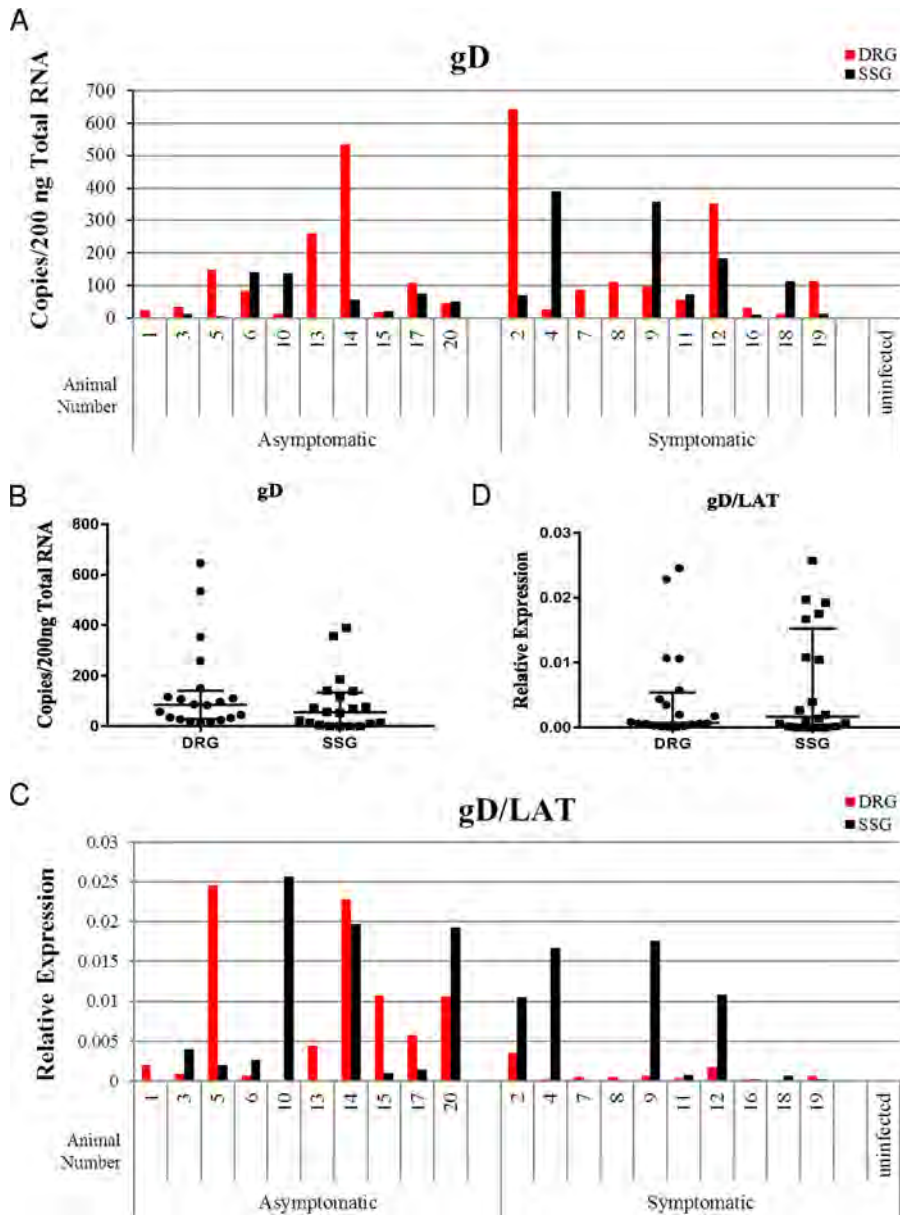 A
gD
DRG
SSG
Copies/200 ng Total RNA
700
600
500
400
300
200
100
0
1 3 5 6 10 13 14 15 17 20 2 4 7 8 9 11 12 16 18 19 uninfected
Animal
Number
Asymptomatic Symptomatic
B
gD
Copies/200ng Total RNA
800
600
400
200
0
DRG SSG
D
gD/LAT
Relative Expression
0.03
0.02
0.01
0.00
DRG SSG
C
gD/LAT
DRG
SSG
Relative Expression
0.03
0.025
0.02
0.015
0.01
0.005
0
1 3 5 6 10 13 14 15 17 20 2 4 7 8 9 11 12 16 18 19 uninfected
Animal
Number
Asymptomatic Symptomatic